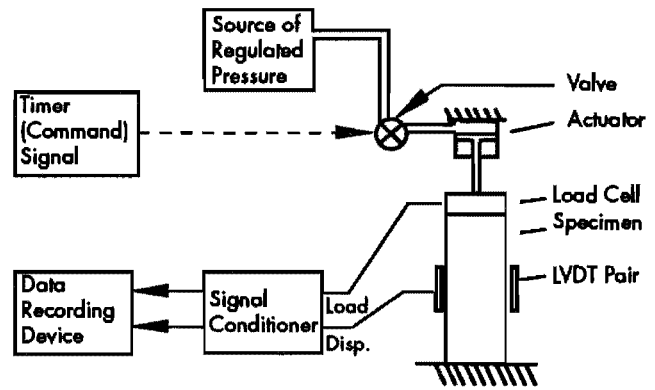 Source of
Regulated
Pressure
Valve
Timer
(Command)
Signal
Actuator
Load Cell
Specimen
LVDT Pair
Data
Recording
Device
Signal
Conditioner
Load
Disp.